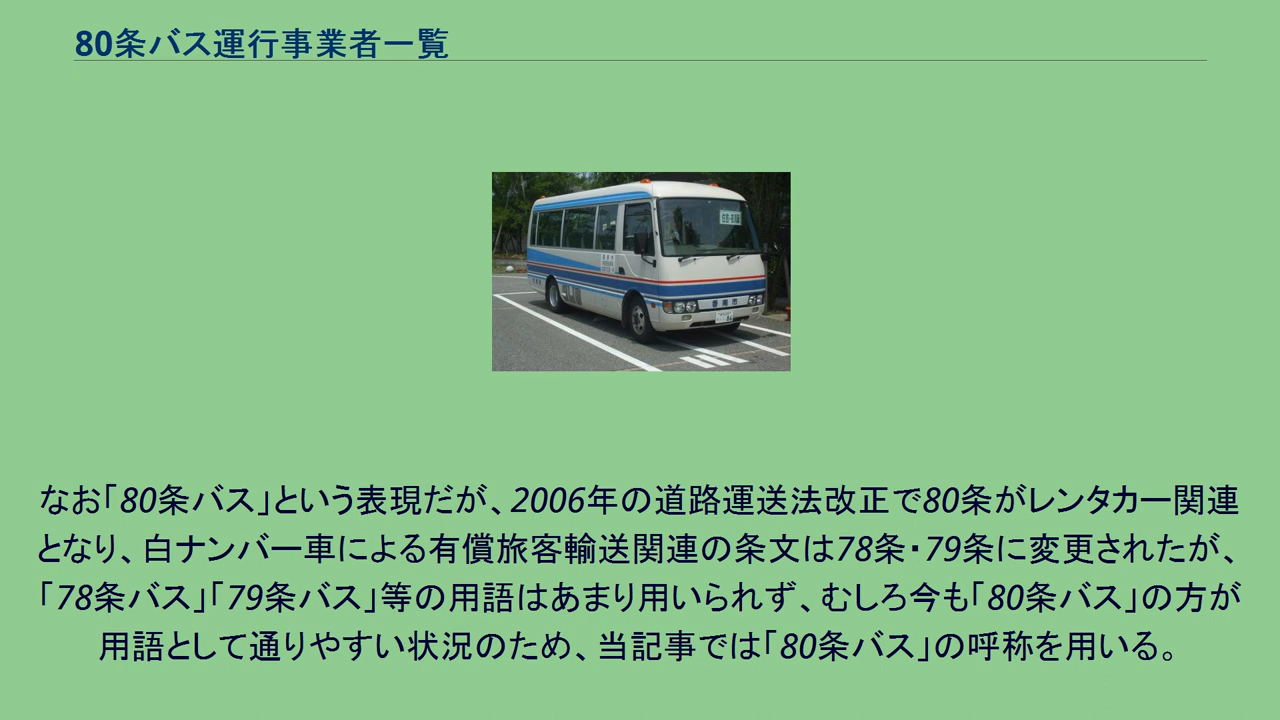 80条バス運行事業者一覧
なお「80条バス」という表現だが、2006年の道路運送法改正で80条がレンタカー関連
となり、白ナンバー車による有償旅客輸送関連の条文は78条・79条に変更されたが、
「78条バス」「79条バス」等の用語はあまり用いられず、むしろ今も「80条バス」の方が
用語として通りやすい状況のため、当記事では「80条バス」の呼称を用いる。